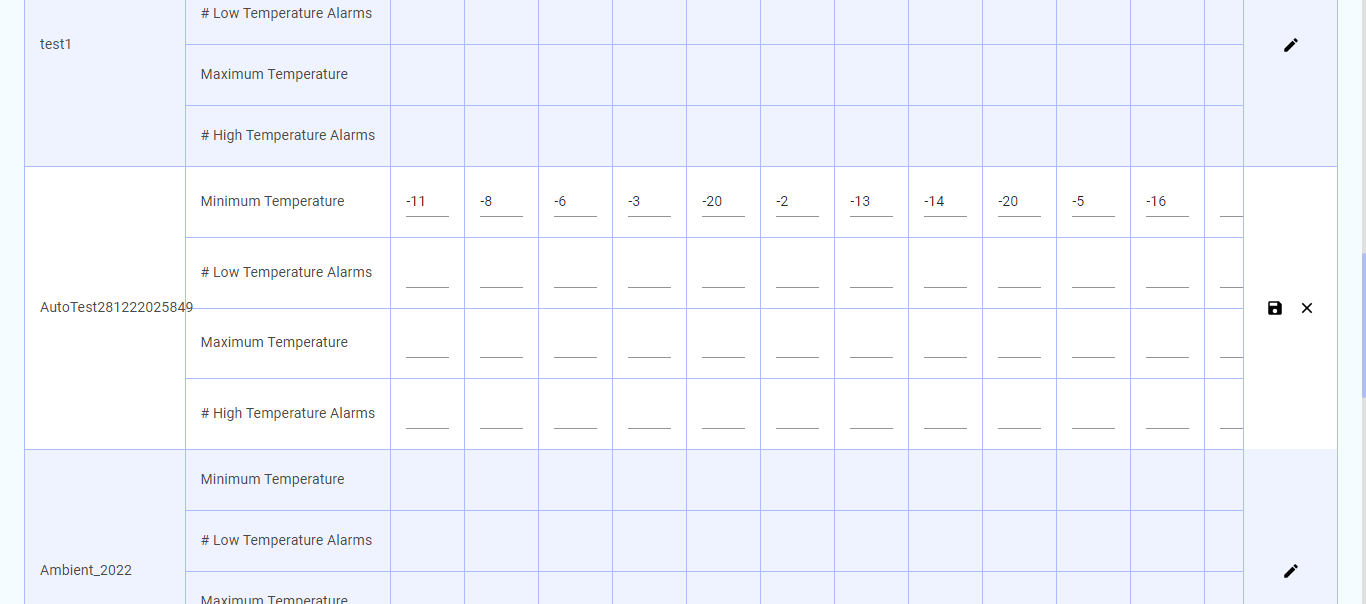 # Low Temperature Alarms
test1
Maximum Temperature
# High Temperature Alarms
Minimum Temperature -11 -8 -6 -3 -20 -2 -13 -14 -20 -5 -16
# Low Temperature Alarms
AutoTest281222025849
Maximum Temperature
# High Temperature Alarms
Minimum Temperature
# Low Temperature Alarms
Ambient_2022
Maximum Temperature